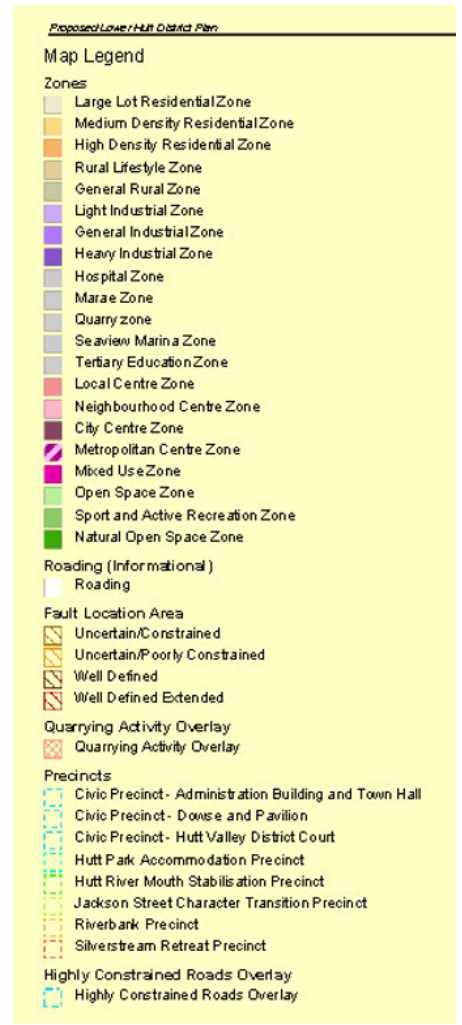 Proposed Lower Hutt District Plan
Map Legend
Zones
Large Lot Residential Zone
Medium Density Residential Zone
High Density Residential Zone
Rural Lifestyle Zone
General Rural Zone
Light Industrial Zone
General Industrial Zone
Heavy Industrial Zone
Hospital Zone
Marae Zone
Quarry zone
Seaview Marina Zone
Tertiary Education Zone
Local Centre Zone
Neighbourhood Centre Zone
City Centre Zone
Metropolitan Centre Zone
Mixed Use Zone
Open Space Zone
Sport and Active Recreation Zone
Natural Open Space Zone
Roading (Informational)
Roading
Fault Location Area
Uncertain/Constrained
Uncertain/Poorly Constrained
Well Defined
Well Defined Extended
Quarrying Activity Overlay
Quarrying Activity Overlay
Precincts
Civic Precinct - Administration Building and Town Hall
Civic Precinct - Dowse and Pavilion
Civic Precinct - Hutt Valley District Court
Hutt Park Accommodation Precinct
Hutt River Mouth Stabilisation Precinct
Jackson Street Character Transition Precinct
Riverbank Precinct
Silverstream Retreat Precinct
Highly Constrained Roads Overlay
Highly Constrained Roads Overlay